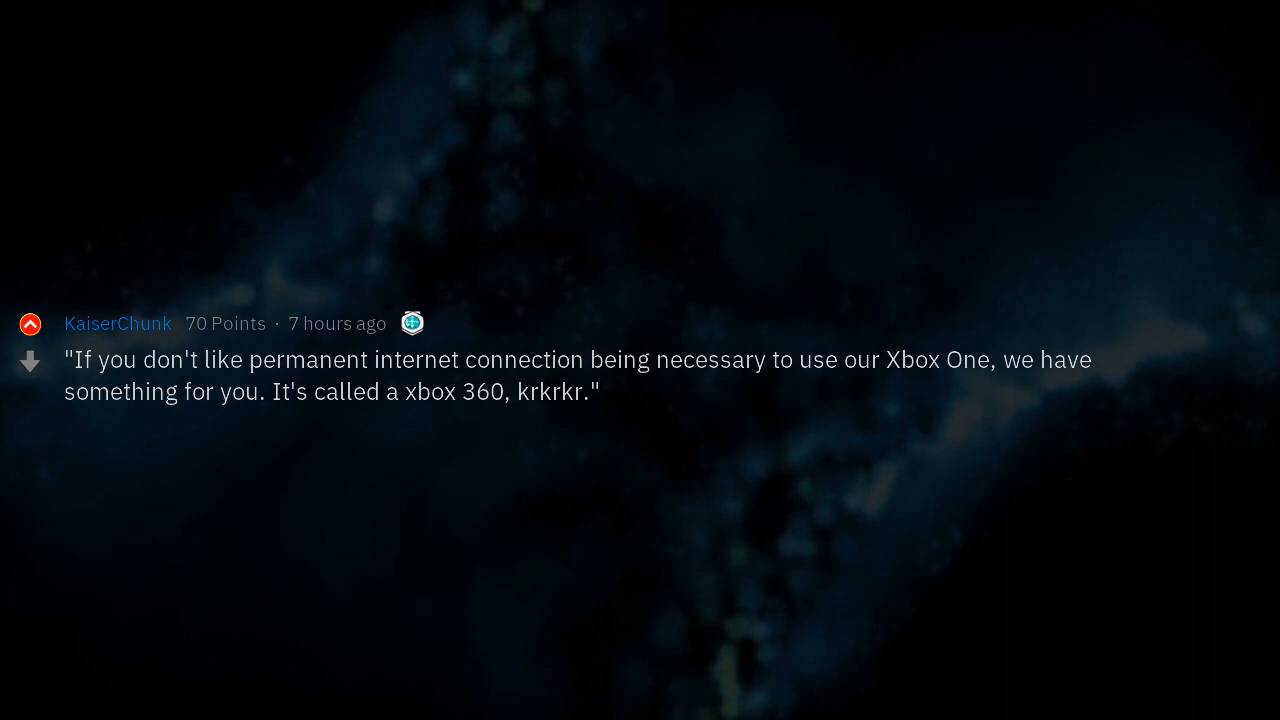 KaiserChunk 70 Points · 7 hours ago
"If you don't like permanent internet connection being necessary to use our Xbox One, we have
something for you. It's called a xbox 360, krkrkr."